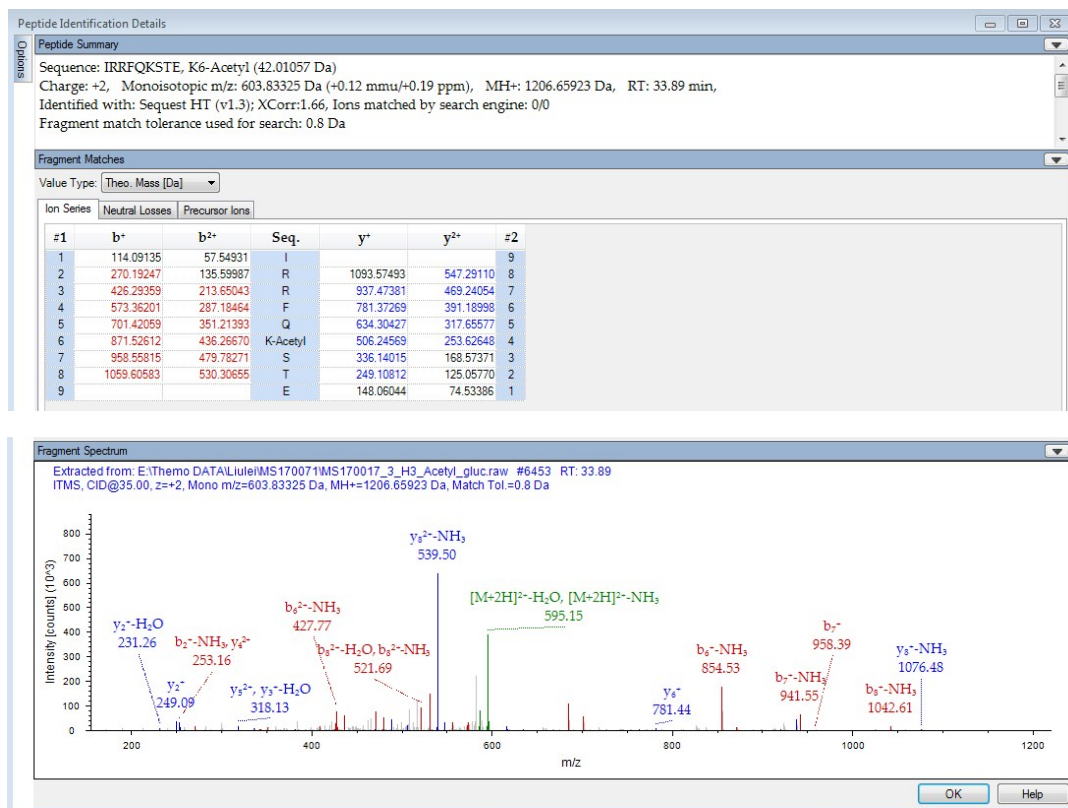 Peptide Identification Details
Options
Peptide Summary
Sequence: IRRFQKSTE, K6-Acetyl (42.01057 Da)
Charge: +2, Monoisotopic m/z: 603.83325 Da (+0.12 mmu/+0.19 ppm), MH+: 1206.65923 Da, RT: 33.89 min,
Identified with: Sequest HT (v1.3); XCorr:1.66, Ions matched by search engine: 0/0
Fragment match tolerance used for search: 0.8 Da
Fragment Matches
Value Type: Theo. Mass [Da]
Ion Series Neutral Losses Precursor Ions
#1 b⁺ b²⁺ Seq. y⁺ y²⁺ #2
1 114.09135 57.54931 I 9
2 270.19247 135.59987 R 1093.57493 547.29110 8
3 426.29359 213.65043 R 937.47381 469.24054 7
4 573.36201 287.18464 F 781.37269 391.18998 6
5 701.42059 351.21393 Q 634.30427 317.65577 5
6 871.52612 436.26670 K-Acetyl 506.24569 253.62648 4
7 958.55815 479.78271 S 336.14015 168.57371 3
8 1059.60583 530.30655 T 249.10812 125.05770 2
9 E 148.06044 74.53386 1
Fragment Spectrum
Extracted from: E:\Themo DATA\Liulei\MS170071\MS170017_3_H3_Acetyl_gluc.raw #6453 RT: 33.89
ITMS, CID@35.00, z=+2, Mono m/z=603.83325 Da, MH+=1206.65923 Da, Match Tol.=0.8 Da
Intensity [counts] (10^3)
800
700
600
500
400
300
200
100
0
y₈²⁺-NH₃
539.50
[M+2H]²⁺-H₂O, [M+2H]²⁺-NH₃
595.15
b₆²⁺-NH₃
427.77
y₂⁺-H₂O
231.26
b₂⁺-NH₃, y₄²⁺
253.16
b₈²⁺-H₂O, b₈²⁺-NH₃
521.69
y₂⁺
249.09
y₅²⁺, y₃⁺-H₂O
318.13
y₆⁺
781.44
b₆⁺-NH₃
854.53
b₇⁺
958.39
b₇⁺-NH₃
941.55
y₈⁺-NH₃
1076.48
b₈⁺-NH₃
1042.61
200 400 600 800 1000 1200
m/z
OK Help